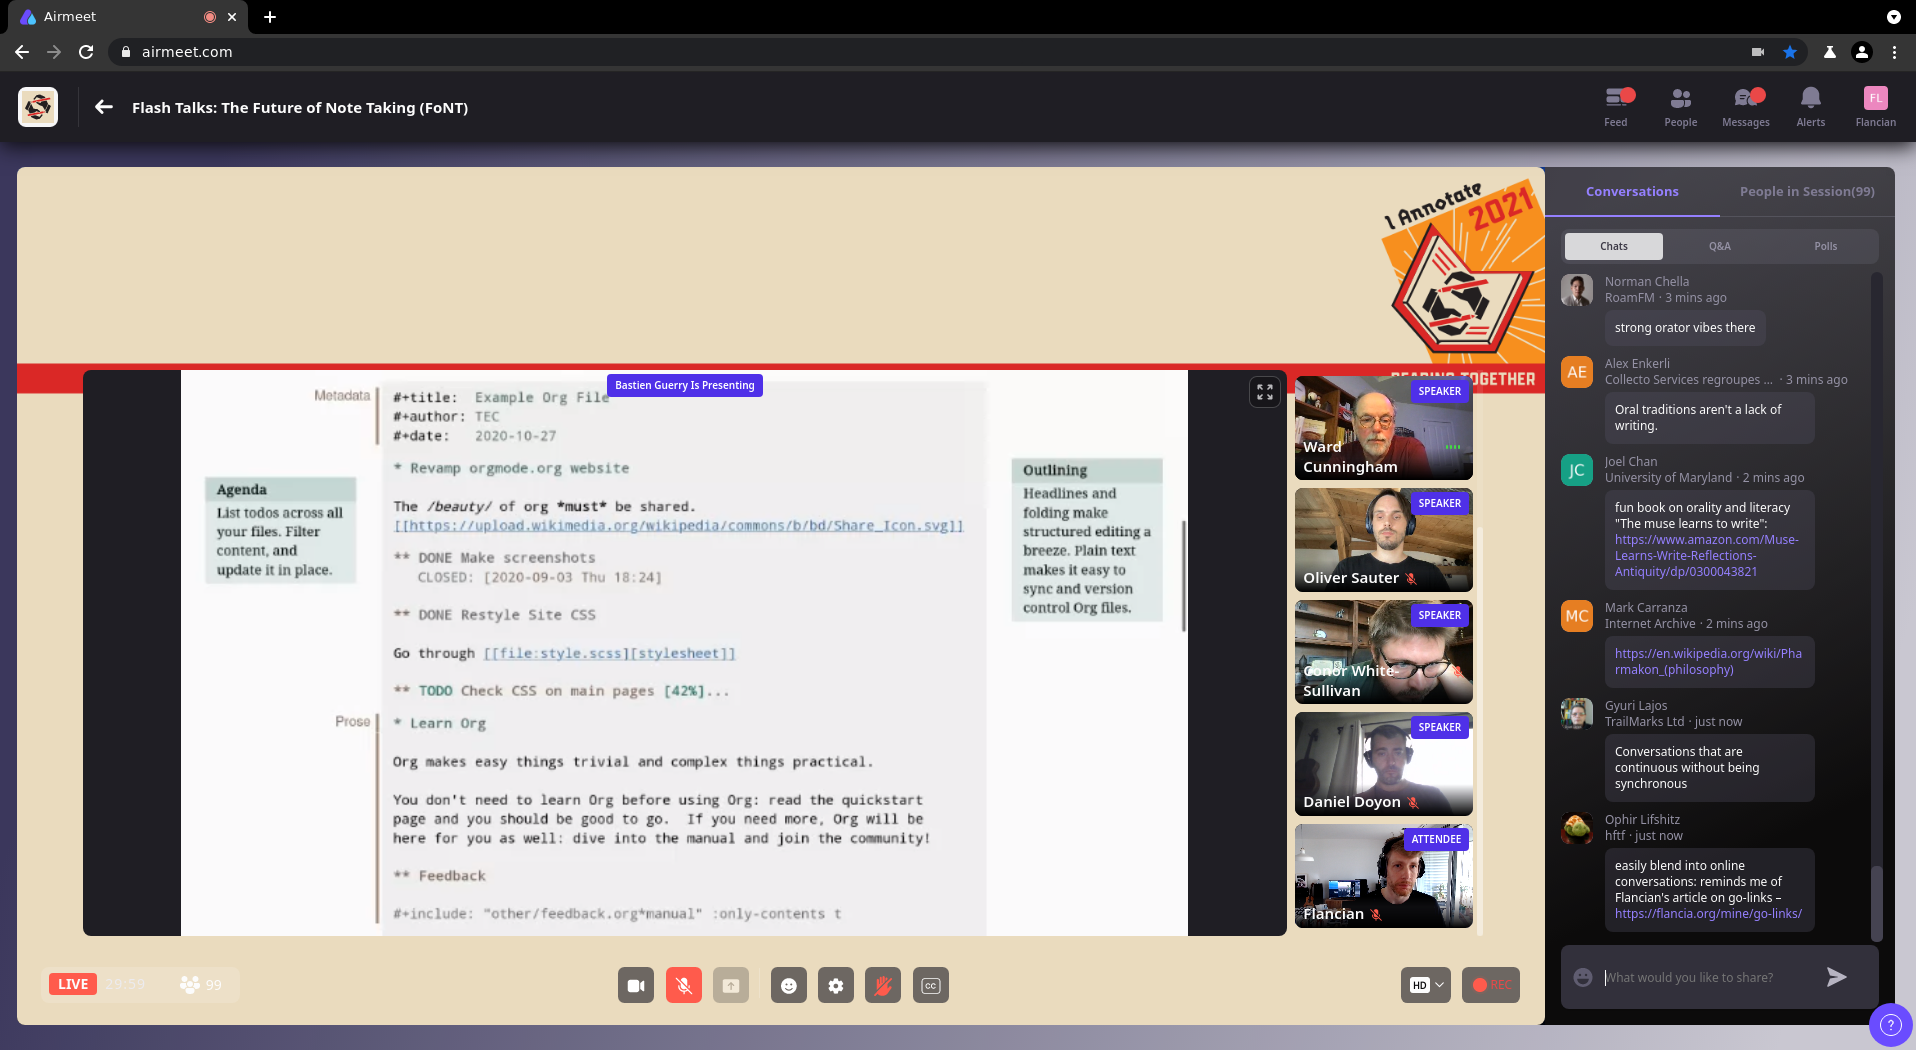 Airmeet
airmeet.com
Flash Talks: The Future of Note Taking (FoNT)
Feed
People
Messages
Alerts
FL
Flancian
I Annotate
2021
READING TOGETHER
Bastien Guerry Is Presenting
Metadata
#+title: Example Org File
#+author: TEC
#+date: 2020-10-27
* Revamp orgmode.org website
The /beauty/ of org *must* be shared.
[[https://upload.wikimedia.org/wikipedia/commons/b/bd/Share_Icon.svg]]
** DONE Make screenshots
CLOSED: [2020-09-03 Thu 18:24]
** DONE Restyle Site CSS
Go through [[file:style.scss][stylesheet]]
** TODO Check CSS on main pages [42%]...
Prose
* Learn Org
Org makes easy things trivial and complex things practical.
You don't need to learn Org before using Org: read the quickstart
page and you should be good to go. If you need more, Org will be
here for you as well: dive into the manual and join the community!
** Feedback
#+include: "other/feedback.org*manual" :only-contents t
Agenda
List todos across all
your files. Filter
content, and
update it in place.
Outlining
Headlines and
folding make
structured editing a
breeze. Plain text
makes it easy to
sync and version
control Org files.
SPEAKER
Ward
Cunningham
SPEAKER
Oliver Sauter
SPEAKER
Conor White-
Sullivan
SPEAKER
Daniel Doyon
ATTENDEE
Flancian
LIVE
29:59
99
CC
HD
REC
Conversations
People in Session(99)
Chats
Q&A
Polls
Norman Chella
RoamFM · 3 mins ago
strong orator vibes there
AE
Alex Enkerli
Collecto Services regroupes ... · 3 mins ago
Oral traditions aren't a lack of
writing.
JC
Joel Chan
University of Maryland · 2 mins ago
fun book on orality and literacy
"The muse learns to write":
https://www.amazon.com/Muse-
Learns-Write-Reflections-
Antiquity/dp/0300043821
MC
Mark Carranza
Internet Archive · 2 mins ago
https://en.wikipedia.org/wiki/Pha
rmakon_(philosophy)
Gyuri Lajos
TrailMarks Ltd · just now
Conversations that are
continuous without being
synchronous
Ophir Lifshitz
hftf · just now
easily blend into online
conversations: reminds me of
Flancian's article on go-links –
https://flancia.org/mine/go-links/
What would you like to share?
?